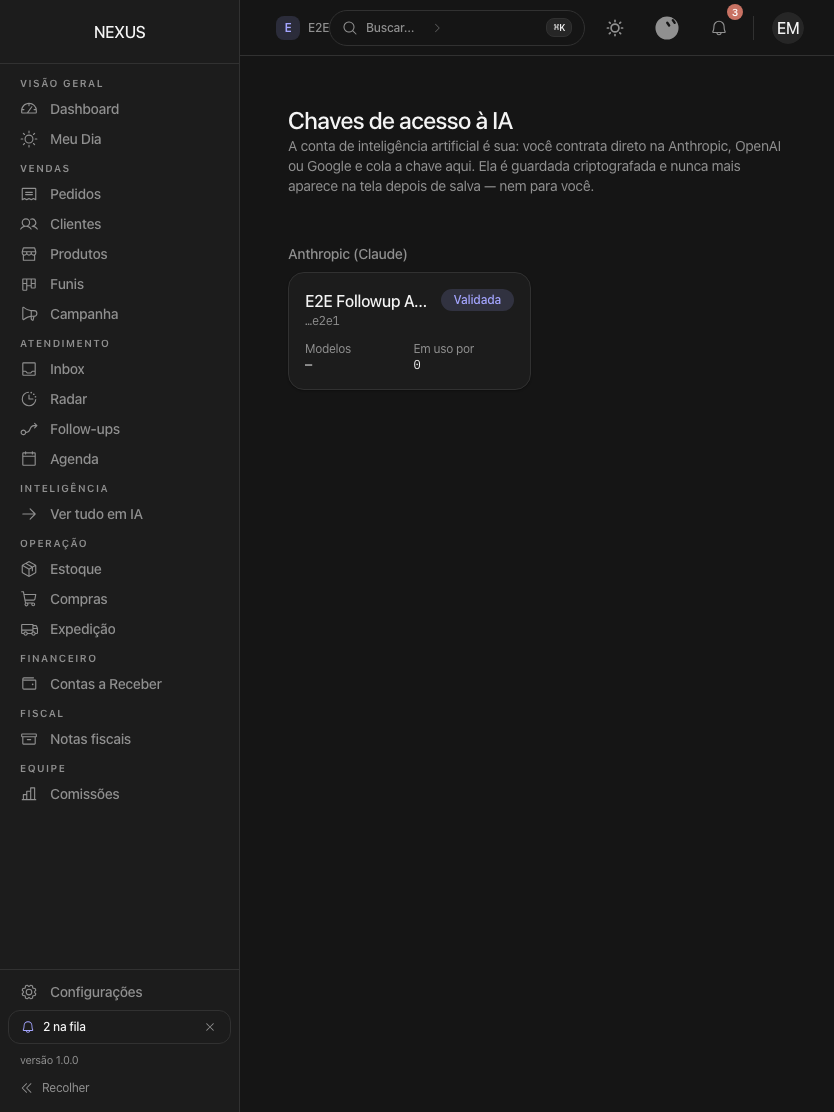 NEXUS
E E2E Buscar... ⌘K 3 EM
VISÃO GERAL
Dashboard
Meu Dia
VENDAS
Pedidos
Clientes
Produtos
Funis
Campanha
ATENDIMENTO
Inbox
Radar
Follow-ups
Agenda
INTELIGÊNCIA
Ver tudo em IA
OPERAÇÃO
Estoque
Compras
Expedição
FINANCEIRO
Contas a Receber
FISCAL
Notas fiscais
EQUIPE
Comissões
Configurações
2 na fila
versão 1.0.0
Recolher
Chaves de acesso à IA
A conta de inteligência artificial é sua: você contrata direto na Anthropic, OpenAI
ou Google e cola a chave aqui. Ela é guardada criptografada e nunca mais
aparece na tela depois de salva — nem para você.
Anthropic (Claude)
E2E Followup A... Validada
…e2e1
Modelos Em uso por
— 0